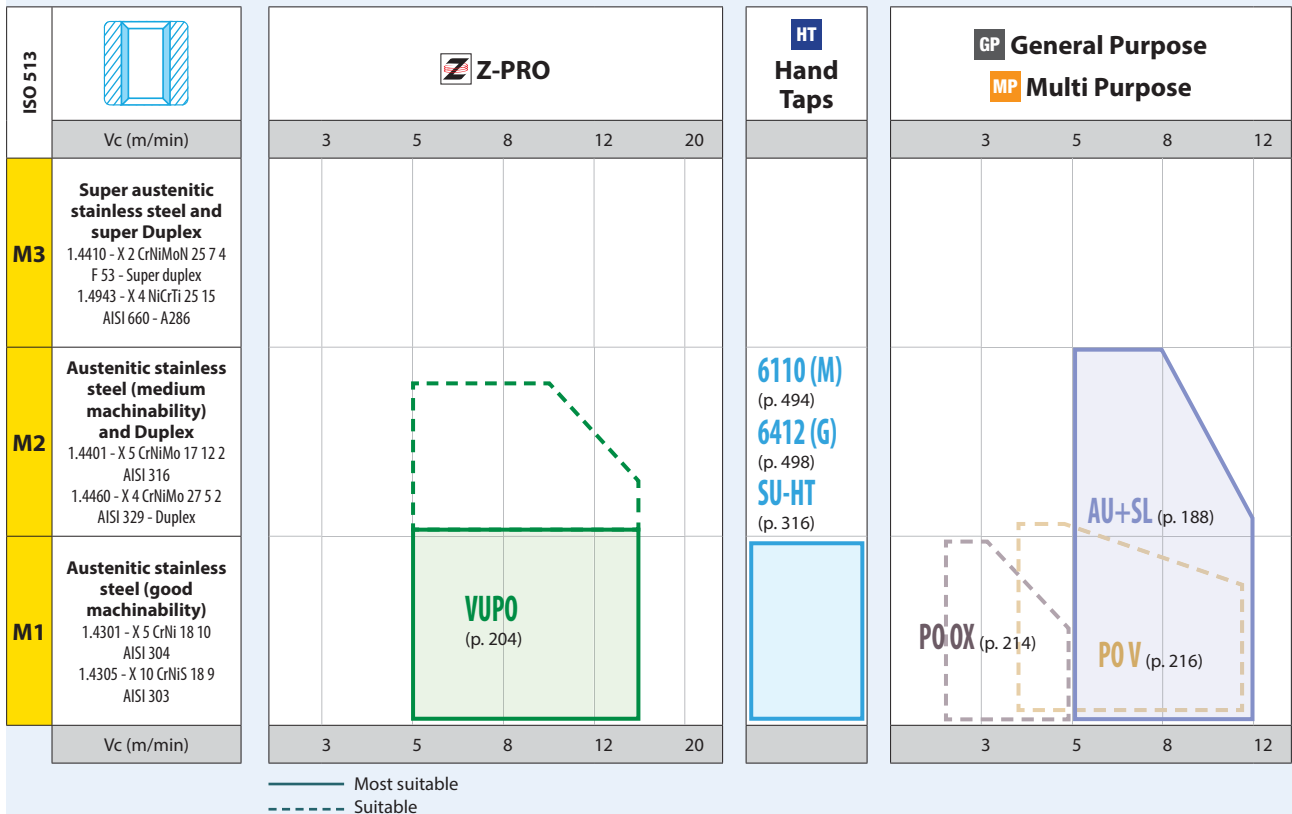 ISO 513
Z-PRO
HT
Hand
Taps
GP General Purpose
MP Multi Purpose
Vc (m/min)
3 5 8 12 20
3 5 8 12
M3
Super austenitic
stainless steel and
super Duplex
1.4410 - X 2 CrNiMoN 25 7 4
F 53 - Super duplex
1.4943 - X 4 NiCrTi 25 15
AISI 660 - A286
M2
Austenitic stainless
steel (medium
machinability)
and Duplex
1.4401 - X 5 CrNiMo 17 12 2
AISI 316
1.4460 - X 4 CrNiMo 27 5 2
AISI 329 - Duplex
6110 (M)
(p. 494)
6412 (G)
(p. 498)
SU-HT
(p. 316)
AU+SL (p. 188)
M1
Austenitic stainless
steel (good
machinability)
1.4301 - X 5 CrNi 18 10
AISI 304
1.4305 - X 10 CrNiS 18 9
AISI 303
VUPO
(p. 204)
PO OX (p. 214)
PO V (p. 216)
Vc (m/min)
3 5 8 12 20
3 5 8 12
Most suitable
Suitable